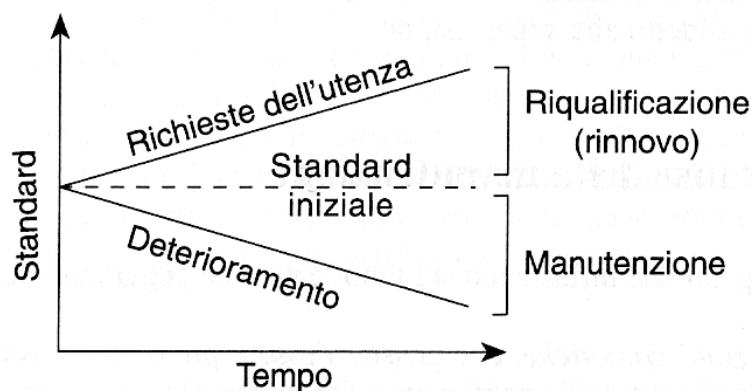 Richieste dell'utenza
Riqualificazione
(rinnovo)
Standard
iniziale
Standard
Deterioramento
Manutenzione
Tempo